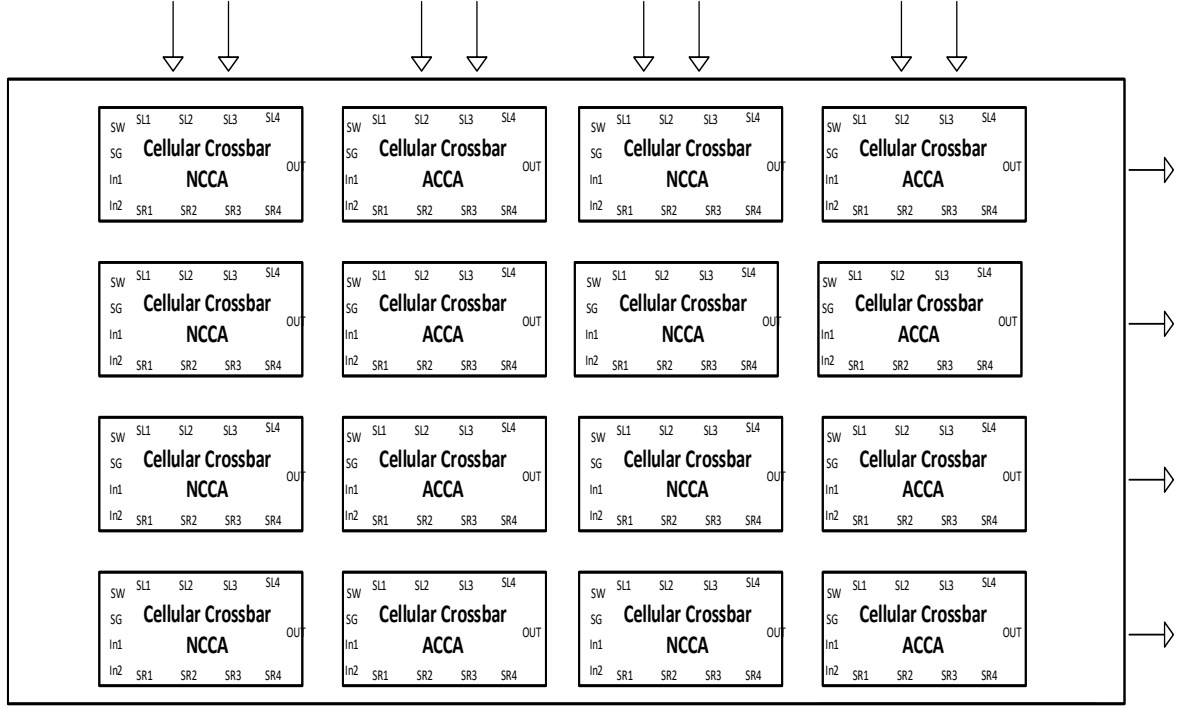 SW SL1 SL2 SL3 SL4
SG Cellular Crossbar OUT
In1 NCCA
In2 SR1 SR2 SR3 SR4
SW SL1 SL2 SL3 SL4
SG Cellular Crossbar OUT
In1 ACCA
In2 SR1 SR2 SR3 SR4
SW SL1 SL2 SL3 SL4
SG Cellular Crossbar OUT
In1 NCCA
In2 SR1 SR2 SR3 SR4
SW SL1 SL2 SL3 SL4
SG Cellular Crossbar OUT
In1 ACCA
In2 SR1 SR2 SR3 SR4
SW SL1 SL2 SL3 SL4
SG Cellular Crossbar OUT
In1 NCCA
In2 SR1 SR2 SR3 SR4
SW SL1 SL2 SL3 SL4
SG Cellular Crossbar OUT
In1 ACCA
In2 SR1 SR2 SR3 SR4
SW SL1 SL2 SL3 SL4
SG Cellular Crossbar OUT
In1 NCCA
In2 SR1 SR2 SR3 SR4
SW SL1 SL2 SL3 SL4
SG Cellular Crossbar OUT
In1 ACCA
In2 SR1 SR2 SR3 SR4
SW SL1 SL2 SL3 SL4
SG Cellular Crossbar OUT
In1 NCCA
In2 SR1 SR2 SR3 SR4
SW SL1 SL2 SL3 SL4
SG Cellular Crossbar OUT
In1 ACCA
In2 SR1 SR2 SR3 SR4
SW SL1 SL2 SL3 SL4
SG Cellular Crossbar OUT
In1 NCCA
In2 SR1 SR2 SR3 SR4
SW SL1 SL2 SL3 SL4
SG Cellular Crossbar OUT
In1 ACCA
In2 SR1 SR2 SR3 SR4
SW SL1 SL2 SL3 SL4
SG Cellular Crossbar OUT
In1 NCCA
In2 SR1 SR2 SR3 SR4
SW SL1 SL2 SL3 SL4
SG Cellular Crossbar OUT
In1 ACCA
In2 SR1 SR2 SR3 SR4
SW SL1 SL2 SL3 SL4
SG Cellular Crossbar OUT
In1 NCCA
In2 SR1 SR2 SR3 SR4
SW SL1 SL2 SL3 SL4
SG Cellular Crossbar OUT
In1 ACCA
In2 SR1 SR2 SR3 SR4